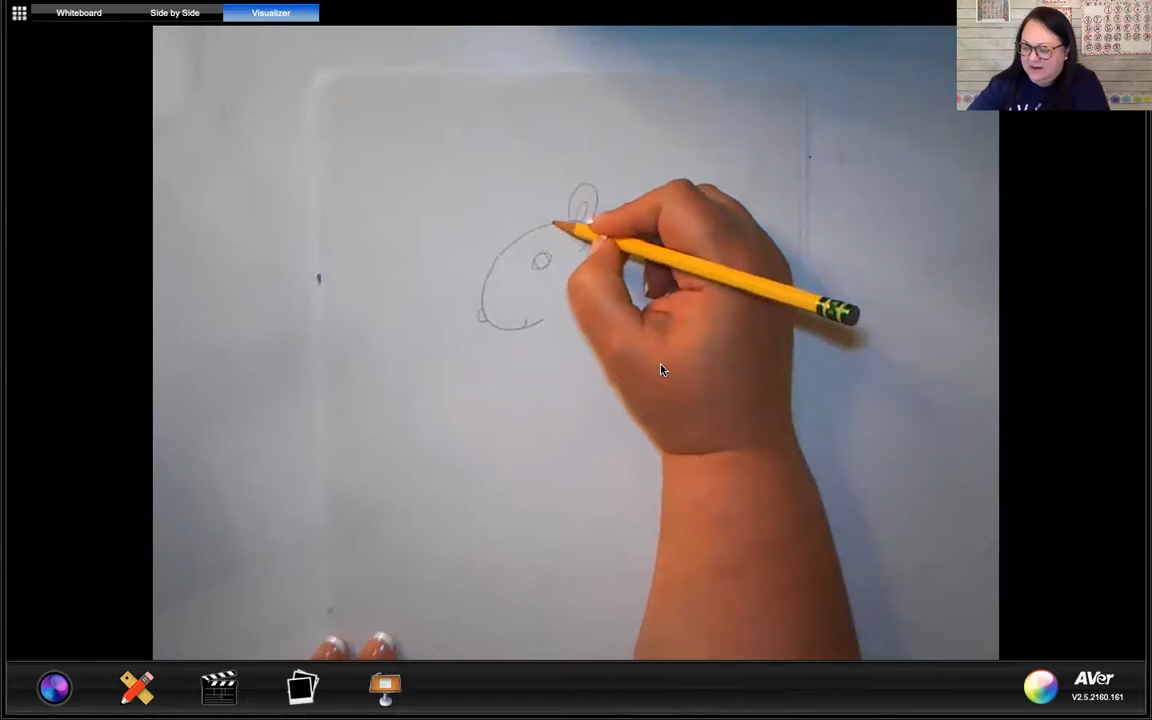 Whiteboard
Side by Side
Visualizer
AVer
V2.5.2160.161